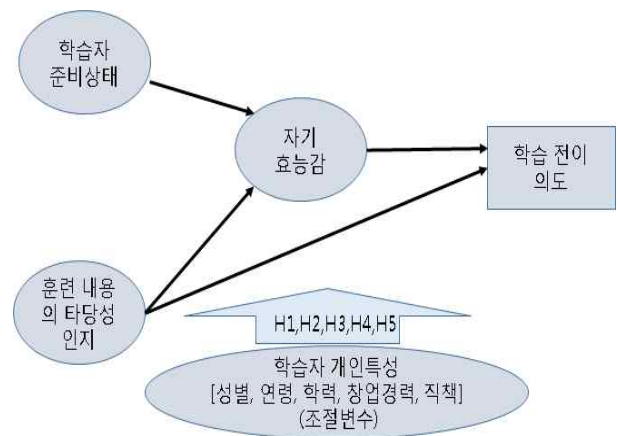 학습자
준비상태
자기
효능감
학습 전이
의도
훈련 내용
의 타당성
인지
H1,H2,H3,H4,H5
학습자 개인특성
[성별, 연령, 학력, 창업경력, 직책]
(조절변수)